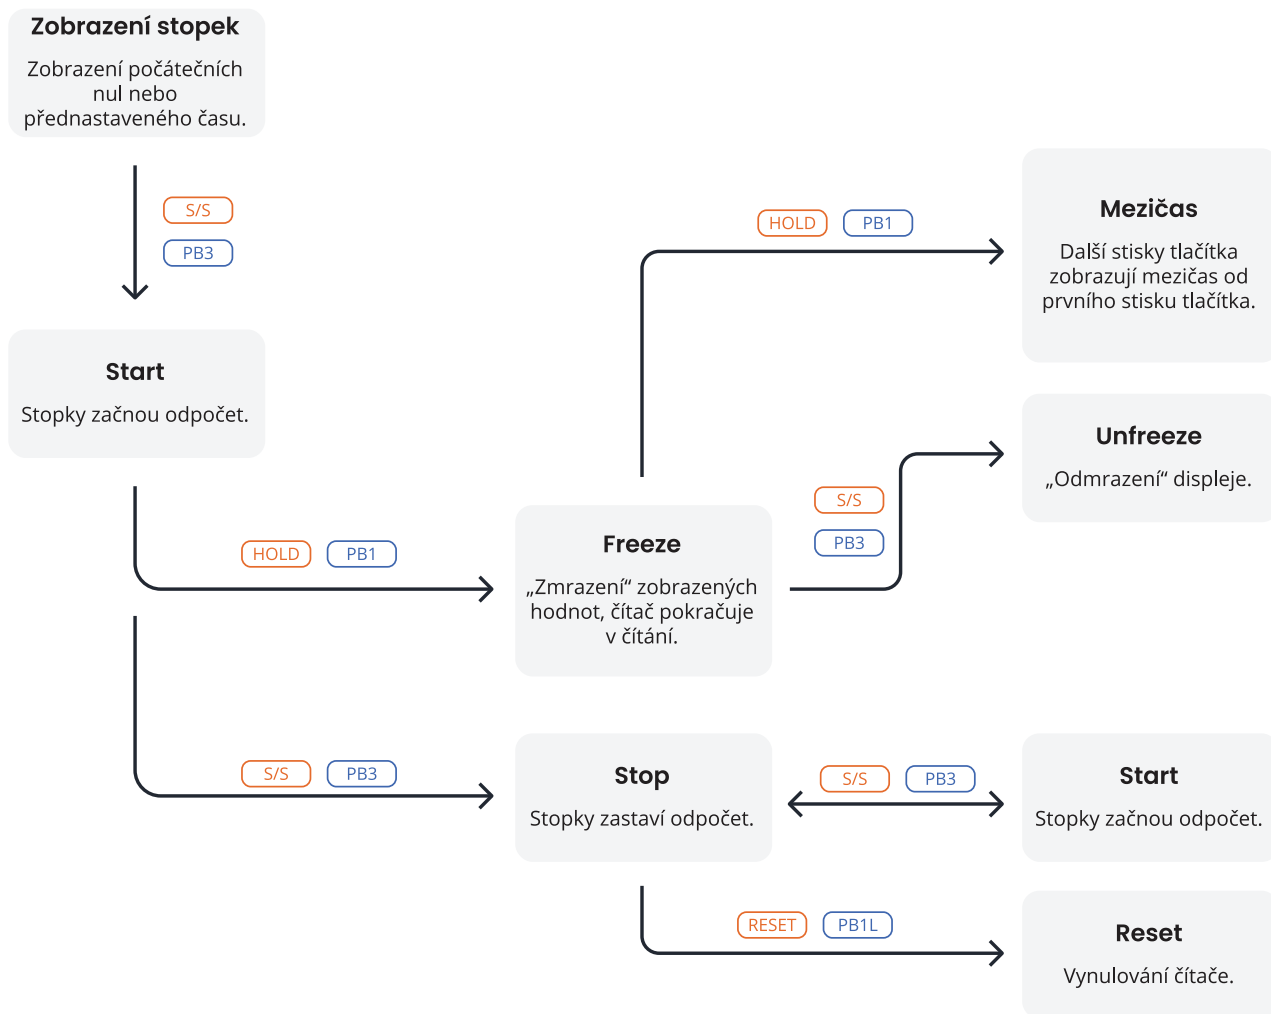 Zobrazení stopek
Zobrazení počátečních
nul nebo
přednastaveného času.
S/S
PB3
Start
Stopky začnou odpočet.
HOLD PB1
Freeze
„Zmrazení“ zobrazených
hodnot, čítač pokračuje
v čítání.
HOLD PB1
Mezičas
Další stisky tlačítka
zobrazují mezičas od
prvního stisku tlačítka.
S/S
PB3
Unfreeze
„Odmrazení“ displeje.
S/S PB3
Stop
Stopky zastaví odpočet.
S/S PB3
Start
Stopky začnou odpočet.
RESET PB1L
Reset
Vynulování čítače.